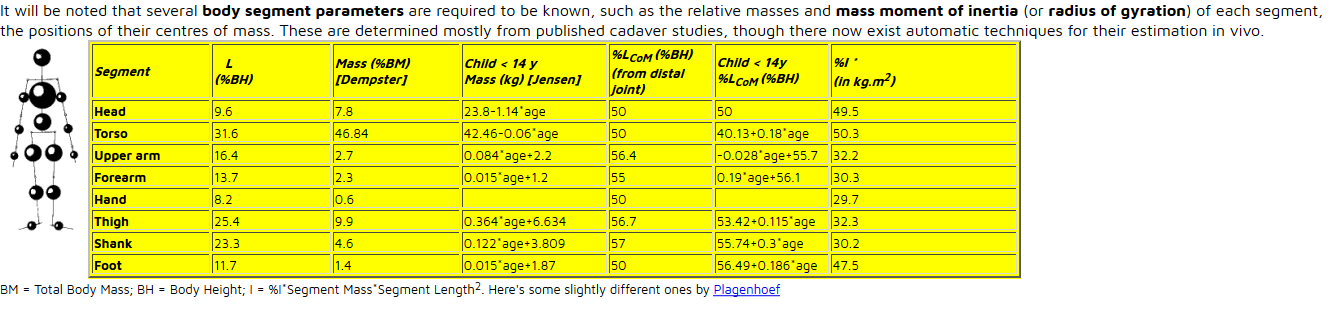 It will be noted that several body segment parameters are required to be known, such as the relative masses and mass moment of inertia (or radius of gyration) of each segment,
the positions of their centres of mass. These are determined mostly from published cadaver studies, though there now exist automatic techniques for their estimation in vivo.
Segment L (%BH) Mass (%BM) [Dempster] Child < 14 y Mass (kg) [Jensen] %LCoM (%BH) (from distal joint) Child < 14y %LCoM (%BH) %I * (in kg.m2)
Head 9.6 7.8 23.8-1.14*age 50 50 49.5
Torso 31.6 46.84 42.46-0.06*age 50 40.13+0.18*age 50.3
Upper arm 16.4 2.7 0.084*age+2.2 56.4 -0.028*age+55.7 32.2
Forearm 13.7 2.3 0.015*age+1.2 55 0.19*age+56.1 30.3
Hand 8.2 0.6 50 29.7
Thigh 25.4 9.9 0.364*age+6.634 56.7 53.42+0.115*age 32.3
Shank 23.3 4.6 0.122*age+3.809 57 55.74+0.3*age 30.2
Foot 11.7 1.4 0.015*age+1.87 50 56.49+0.186*age 47.5
BM = Total Body Mass; BH = Body Height; I = %I*Segment Mass*Segment Length2. Here's some slightly different ones by Plagenhoef